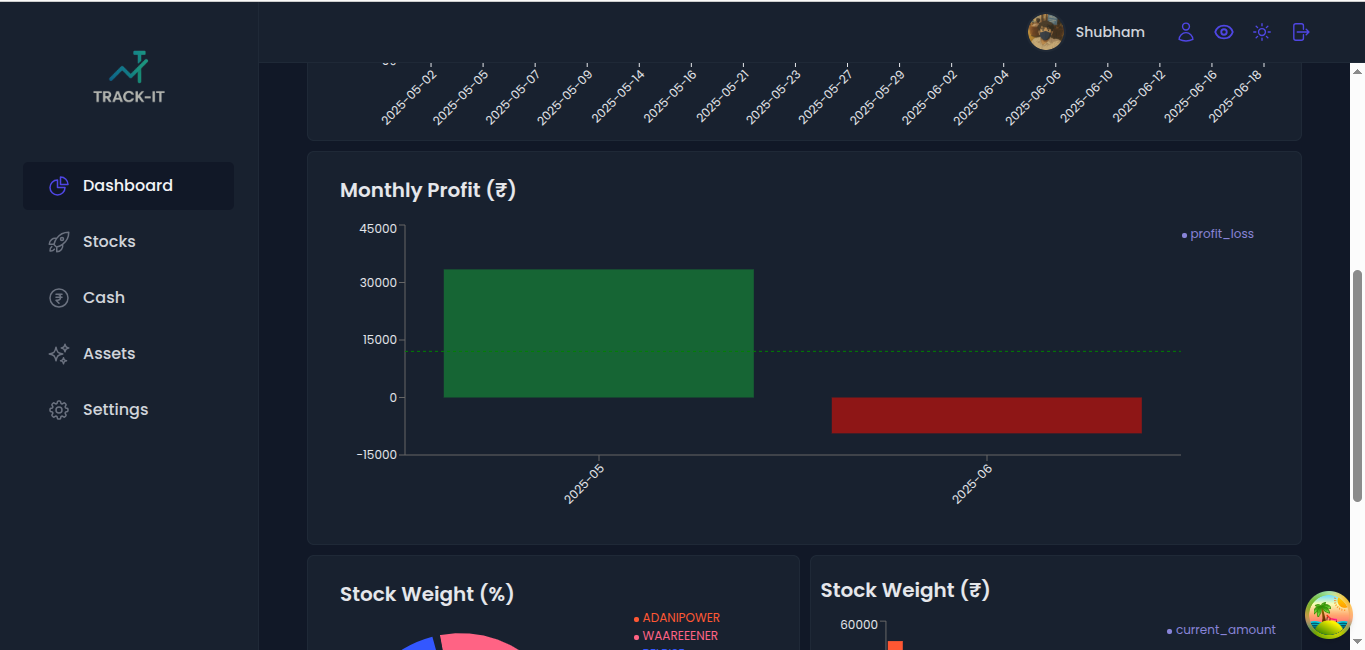 Shubham
TRACK-IT
Dashboard
Stocks
Cash
Assets
Settings
2025-05-02
2025-05-05
2025-05-07
2025-05-09
2025-05-14
2025-05-16
2025-05-21
2025-05-23
2025-05-27
2025-05-29
2025-06-02
2025-06-04
2025-06-06
2025-06-10
2025-06-12
2025-06-16
2025-06-18
Monthly Profit (₹)
profit_loss
45000
30000
15000
0
-15000
2025-05
2025-06
Stock Weight (%)
ADANIPOWER
WAAREEENER
Stock Weight (₹)
60000
current_amount